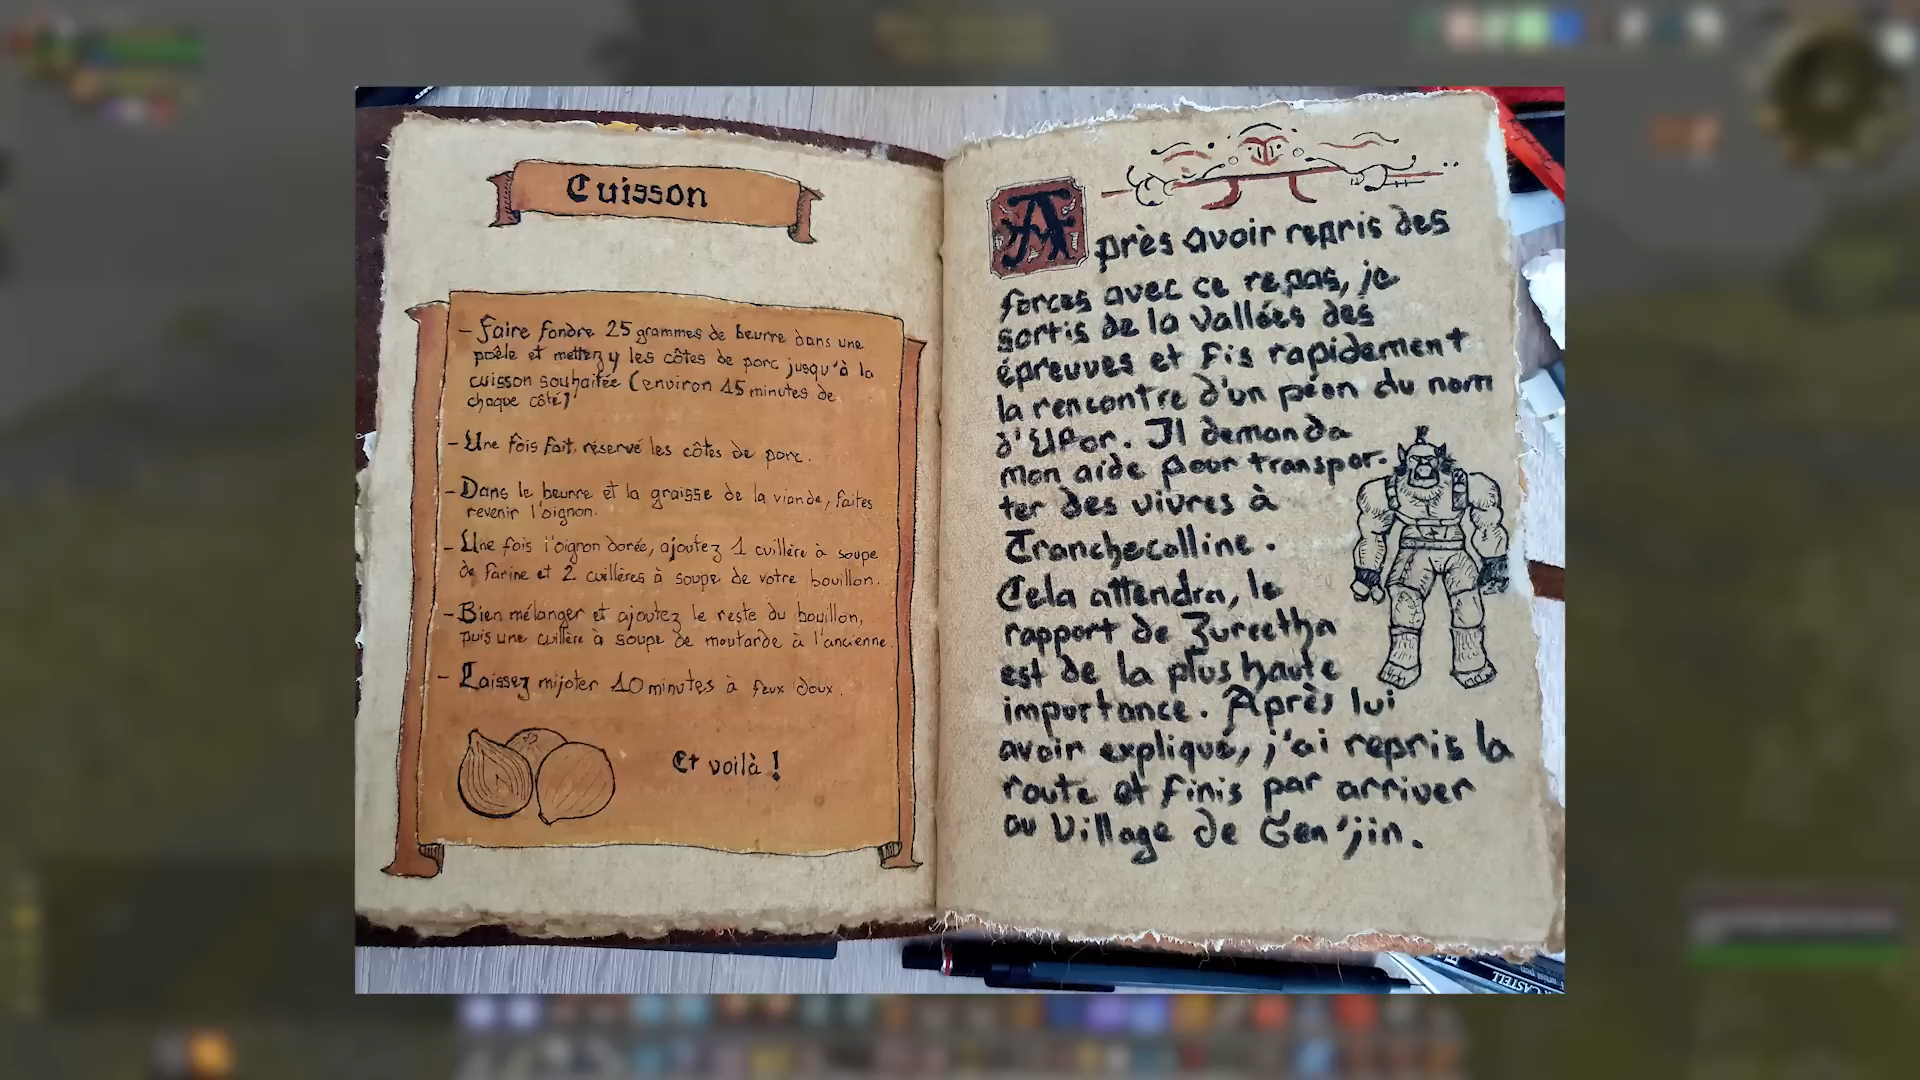 Cuisson
- Faire fondre 25 grammes de beurre dans une
poêle et mettez y les côtes de porc jusqu'à la
cuisson souhaitée (environ 15 minutes de
chaque côté)
- Une fois fait, réservé les côtes de porc.
- Dans le beurre et la graisse de la viande, faites
revenir l'oignon.
- Une fois l'oignon dorée, ajoutez 1 cuillère à soupe
de farine et 2 cuillères à soupe de votre bouillon.
- Bien mélanger et ajoutez le reste du bouillon,
puis une cuillère à soupe de moutarde à l'ancienne.
- Laissez mijoter 10 minutes à feux doux.
Et voilà !
Après avoir repris des
forces avec ce repas, je
sortis de la Vallées des
épreuves et fis rapidement
la rencontre d'un péon du nom
d'Ukor. Il demanda
mon aide pour transpor-
ter des vivres à
Tranchecolline.
Cela attendra, le
rapport de Zureetha
est de la plus haute
importance. Après lui
avoir expliqué, j'ai repris la
route et finis par arriver
au Village de Sen'jin.
CASTELL